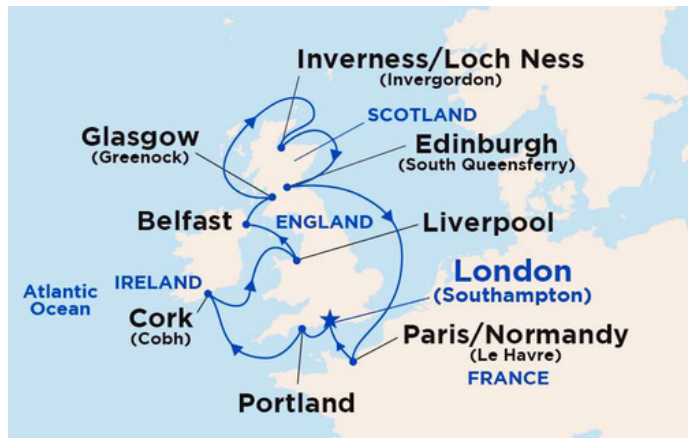 Inverness/Loch Ness
(Invergordon)
SCOTLAND
Glasgow
(Greenock)
Edinburgh
(South Queensferry)
Belfast
ENGLAND
Liverpool
London
(Southampton)
IRELAND
Atlantic
Ocean
Cork
(Cobh)
Paris/Normandy
(Le Havre)
FRANCE
Portland